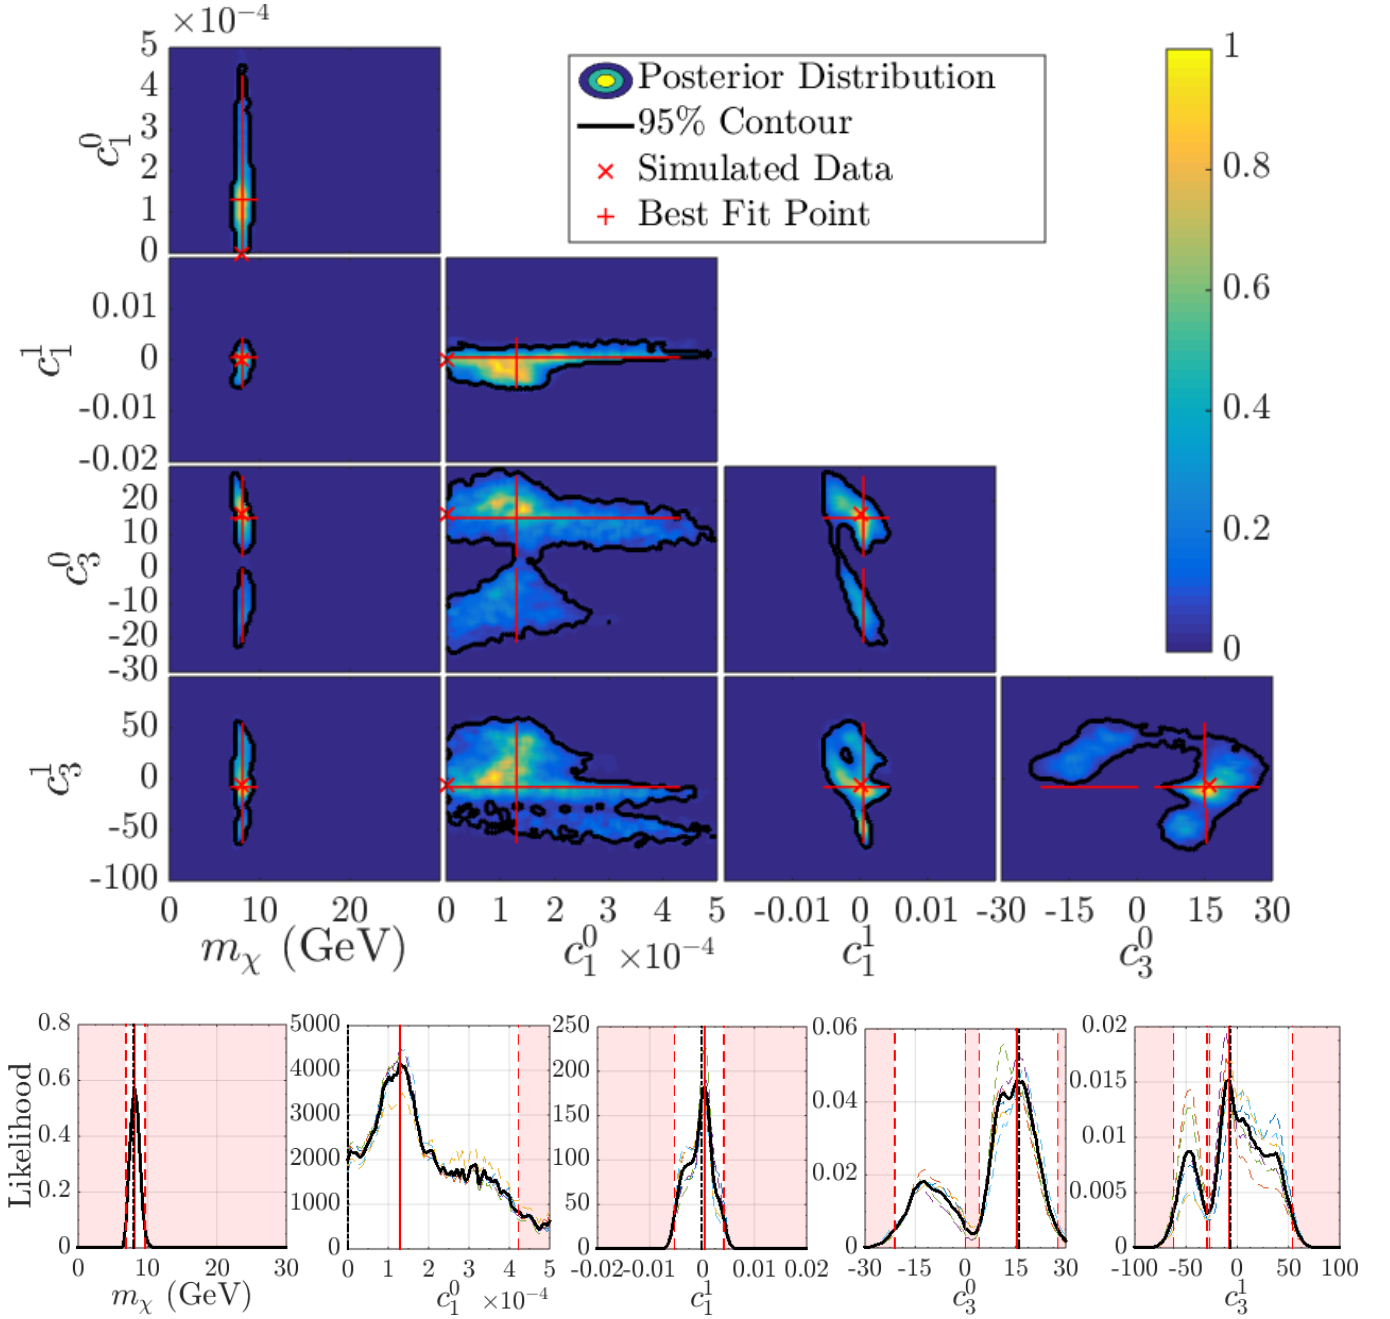 ×10⁻⁴
5
4
3
2
1
0
c₁⁰
Posterior Distribution
95% Contour
Simulated Data
Best Fit Point
1
0.8
0.6
0.4
0.2
0
0.01
0
-0.01
-0.02
c₁¹
20
10
0
-10
-20
-30
c₃⁰
50
0
-50
-100
c₃¹
0 10 20
m_χ (GeV)
0 1 2 3 4 5
c₁⁰ ×10⁻⁴
-0.01 0 0.01
c₁¹
-30 -15 0 15 30
c₃⁰
Likelihood
0.8
0.6
0.4
0.2
0
0 10 20 30
m_χ (GeV)
5000
4000
3000
2000
1000
0
0 1 2 3 4 5
c₁⁰ ×10⁻⁴
250
200
150
100
50
0
-0.02 -0.01 0 0.01 0.02
c₁¹
0.06
0.04
0.02
0
-30 -15 0 15 30
c₃⁰
0.02
0.015
0.01
0.005
0
-100 -50 0 50 100
c₃¹